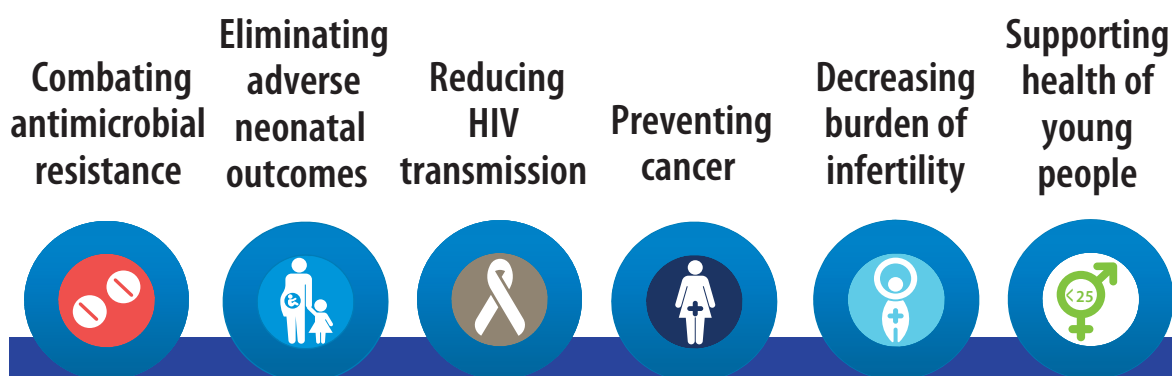 Combating
antimicrobial
resistance
Eliminating
adverse
neonatal
outcomes
Reducing
HIV
transmission
Preventing
cancer
Decreasing
burden of
infertility
Supporting
health of
young
people
<25